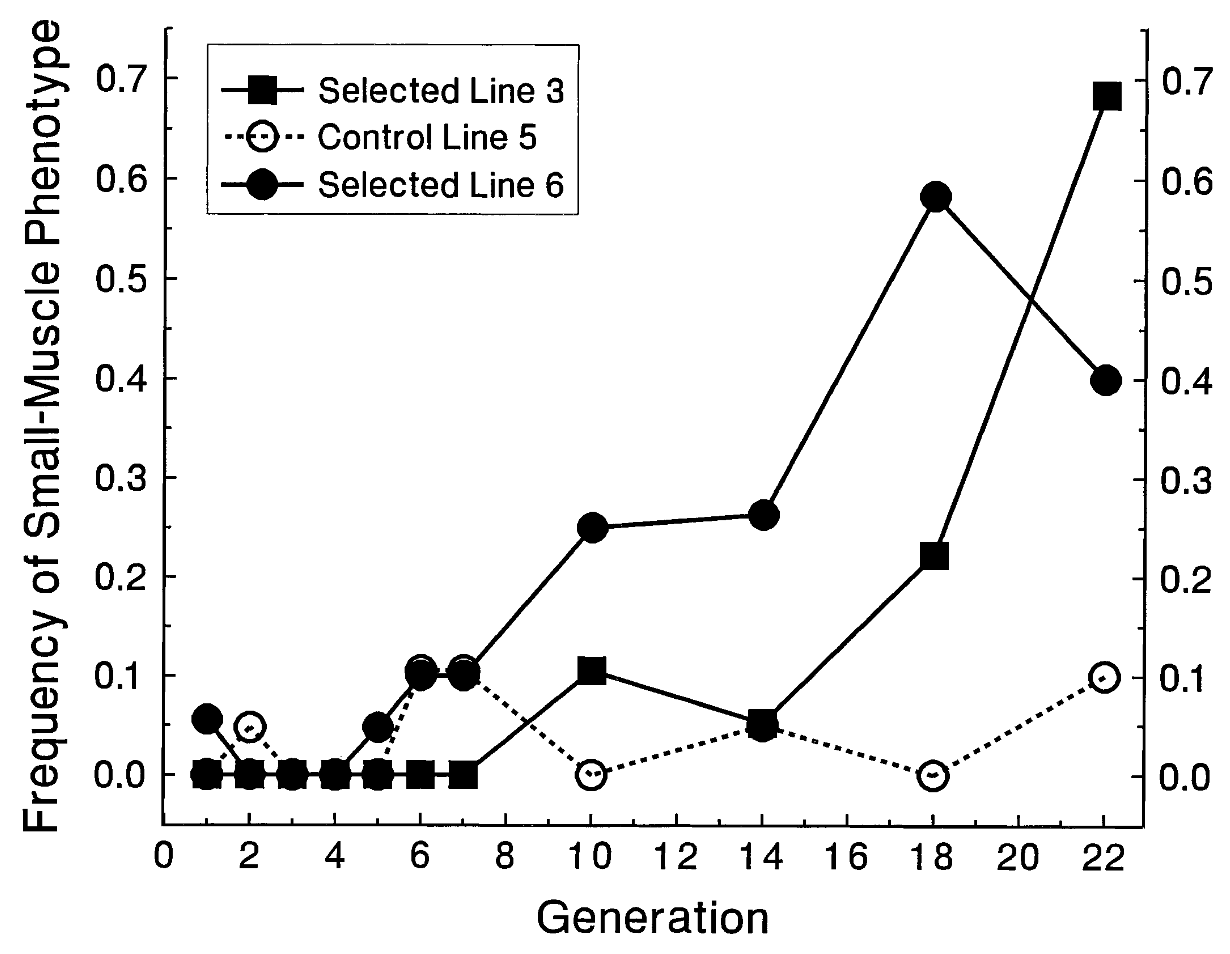 Frequency of Small-Muscle Phenotype
Selected Line 3
Control Line 5
Selected Line 6
0.7
0.6
0.5
0.4
0.3
0.2
0.1
0.0
0.7
0.6
0.5
0.4
0.3
0.2
0.1
0.0
0 2 4 6 8 10 12 14 16 18 20 22
Generation